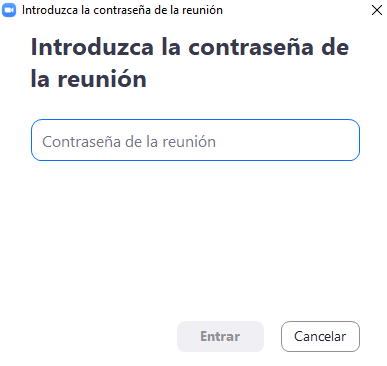 Introduzca la contraseña de la reunión
Introduzca la contraseña de
la reunión
Contraseña de la reunión
Entrar
Cancelar